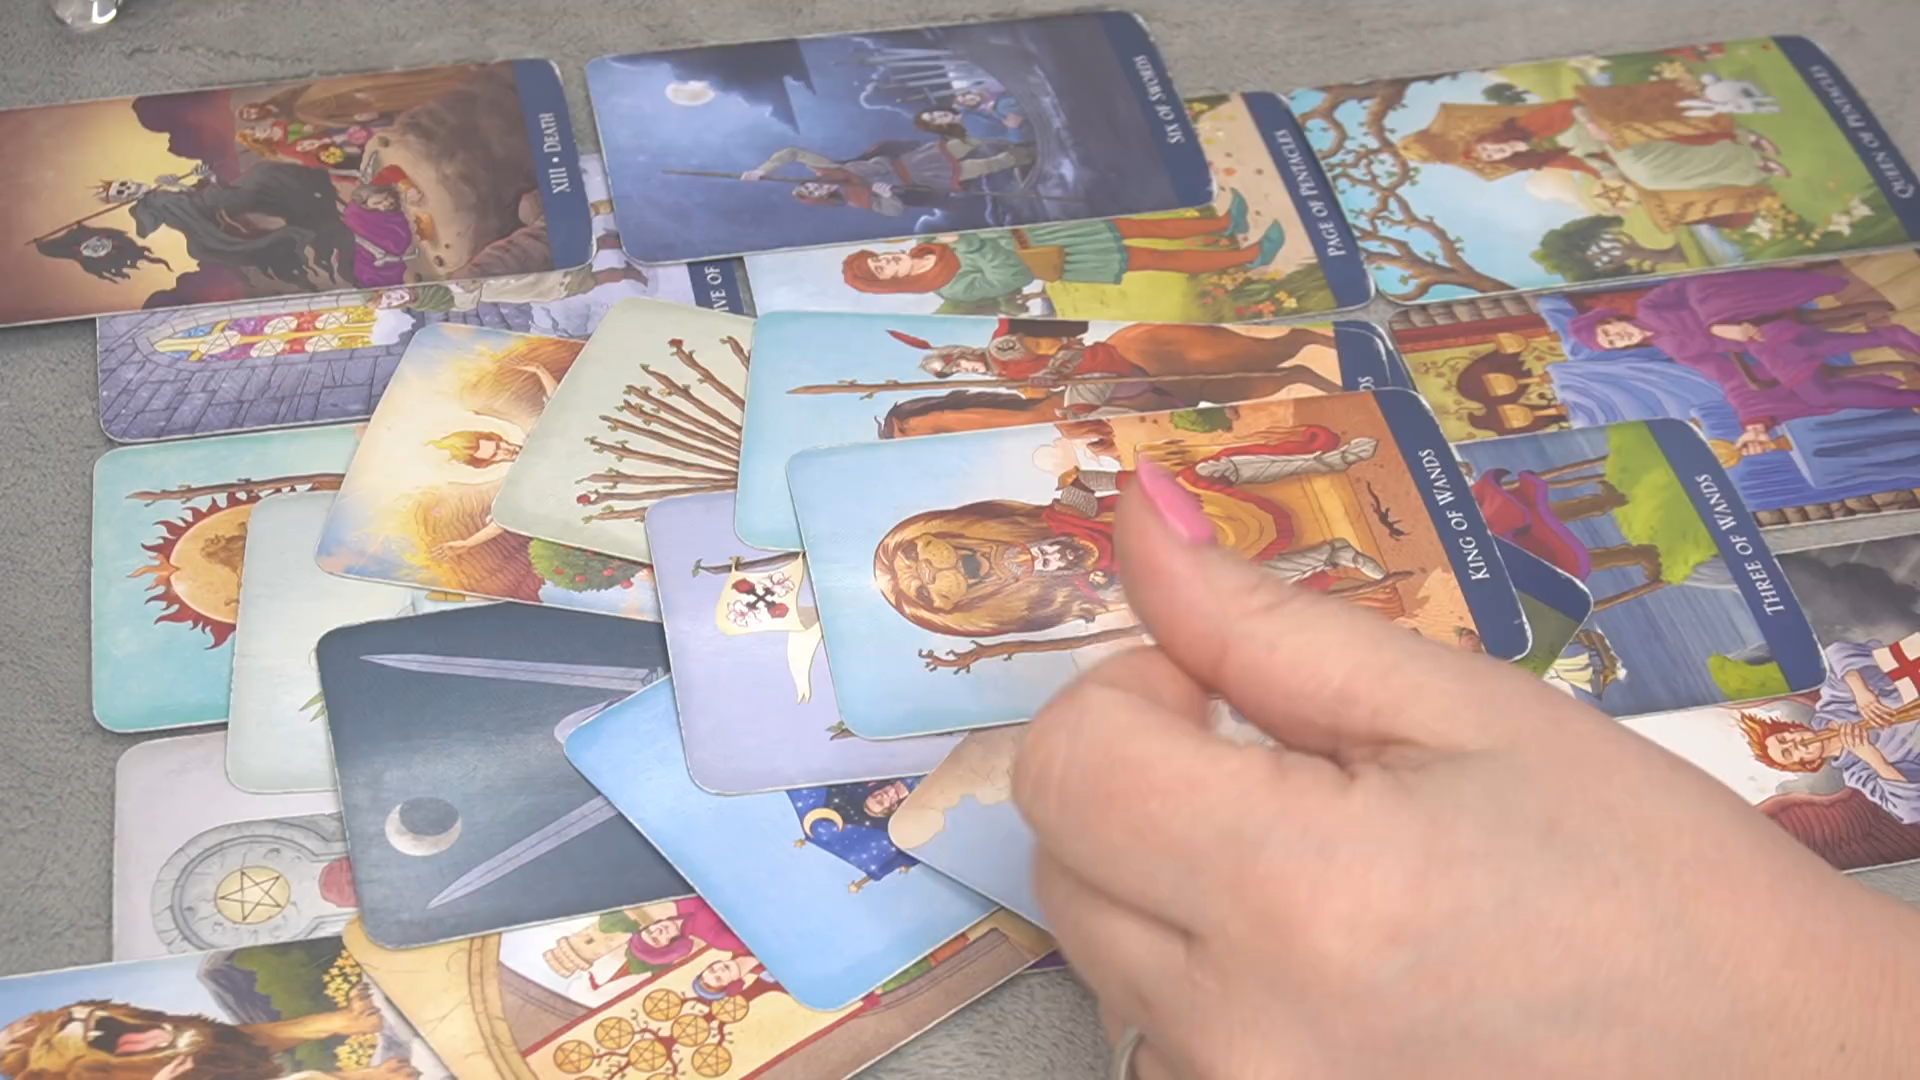 XIII • DEATH
SIX OF SWORDS
PAGE OF PENTACLES
QUEEN OF PENTACLES
IVE OF
DS
KING OF WANDS
THREE OF WANDS